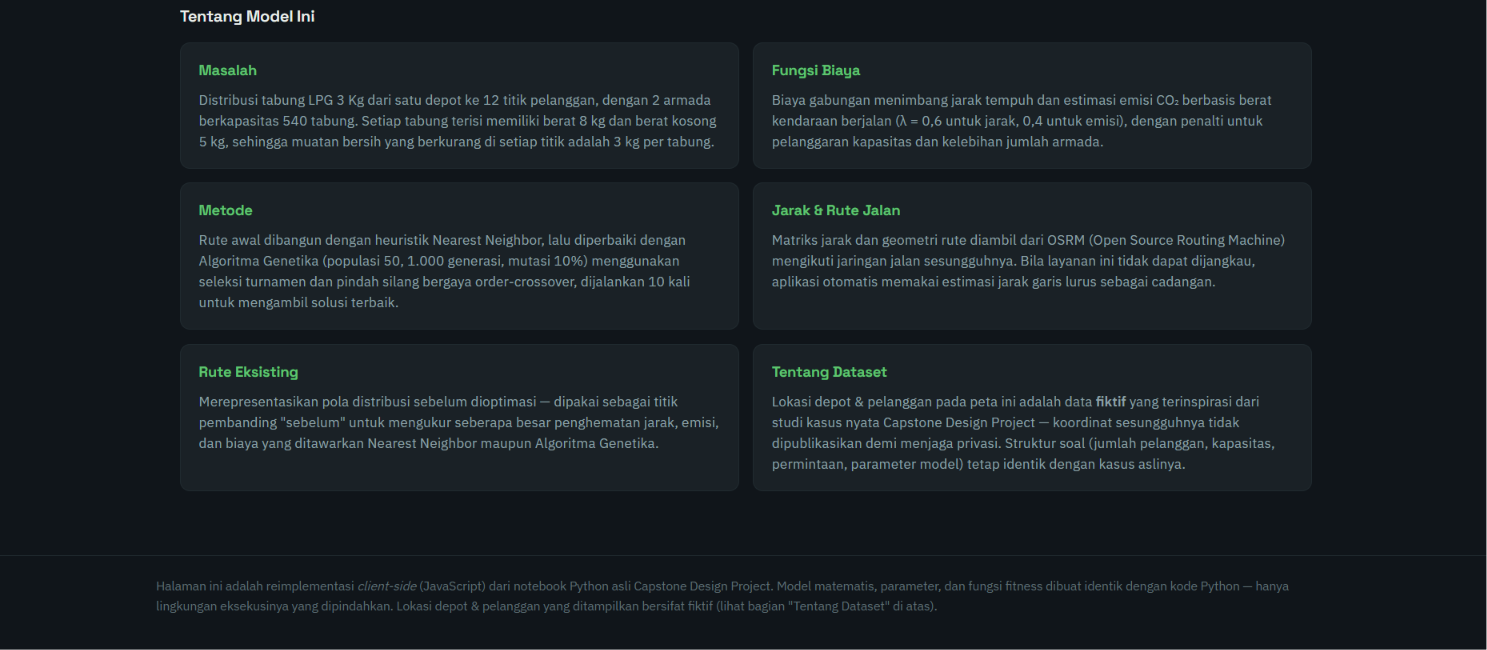 Tentang Model Ini
Masalah
Distribusi tabung LPG 3 Kg dari satu depot ke 12 titik pelanggan, dengan 2 armada
berkapasitas 540 tabung. Setiap tabung terisi memiliki berat 8 kg dan berat kosong
5 kg, sehingga muatan bersih yang berkurang di setiap titik adalah 3 kg per tabung.
Fungsi Biaya
Biaya gabungan menimbang jarak tempuh dan estimasi emisi CO₂ berbasis berat
kendaraan berjalan (λ = 0,6 untuk jarak, 0,4 untuk emisi), dengan penalti untuk
pelanggaran kapasitas dan kelebihan jumlah armada.
Metode
Rute awal dibangun dengan heuristik Nearest Neighbor, lalu diperbaiki dengan
Algoritma Genetika (populasi 50, 1.000 generasi, mutasi 10%) menggunakan
seleksi turnamen dan pindah silang bergaya order-crossover, dijalankan 10 kali
untuk mengambil solusi terbaik.
Jarak & Rute Jalan
Matriks jarak dan geometri rute diambil dari OSRM (Open Source Routing Machine)
mengikuti jaringan jalan sesungguhnya. Bila layanan ini tidak dapat dijangkau,
aplikasi otomatis memakai estimasi jarak garis lurus sebagai cadangan.
Rute Eksisting
Merepresentasikan pola distribusi sebelum dioptimasi — dipakai sebagai titik
pembanding "sebelum" untuk mengukur seberapa besar penghematan jarak, emisi,
dan biaya yang ditawarkan Nearest Neighbor maupun Algoritma Genetika.
Tentang Dataset
Lokasi depot & pelanggan pada peta ini adalah data fiktif yang terinspirasi dari
studi kasus nyata Capstone Design Project — koordinat sesungguhnya tidak
dipublikasikan demi menjaga privasi. Struktur soal (jumlah pelanggan, kapasitas,
permintaan, parameter model) tetap identik dengan kasus aslinya.
Halaman ini adalah reimplementasi client-side (JavaScript) dari notebook Python asli Capstone Design Project. Model matematis, parameter, dan fungsi fitness dibuat identik dengan kode Python — hanya
lingkungan eksekusinya yang dipindahkan. Lokasi depot & pelanggan yang ditampilkan bersifat fiktif (lihat bagian "Tentang Dataset" di atas).